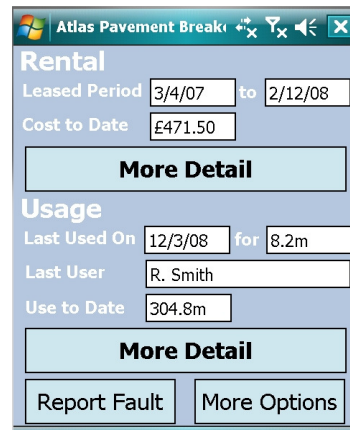 Atlas Pavement Breake
Rental
Leased Period 3/4/07 to 2/12/08
Cost to Date £471.50
More Detail
Usage
Last Used On 12/3/08 for 8.2m
Last User R. Smith
Use to Date 304.8m
More Detail
Report Fault More Options